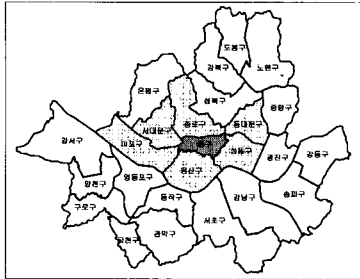 도봉구
강북구
노원구
은평구
성북구
중랑구
종로구
서대문구
동대문구
강서구
마포구
중구
성동구
광진구
강동구
용산구
양천구
영등포구
강남구
송파구
동작구
구로구
서초구
금천구
관악구